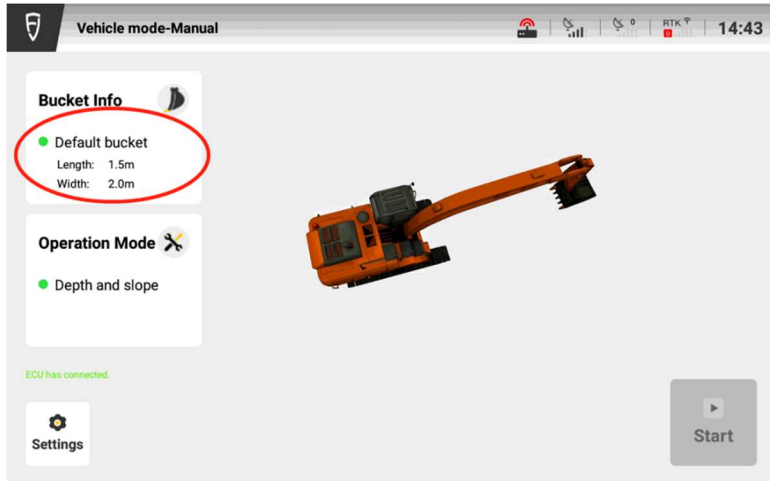 Vehicle mode-Manual
0
RTK
0
14:43
Bucket Info
Default bucket
Length: 1.5m
Width: 2.0m
Operation Mode
Depth and slope
ECU has connected.
Settings
Start